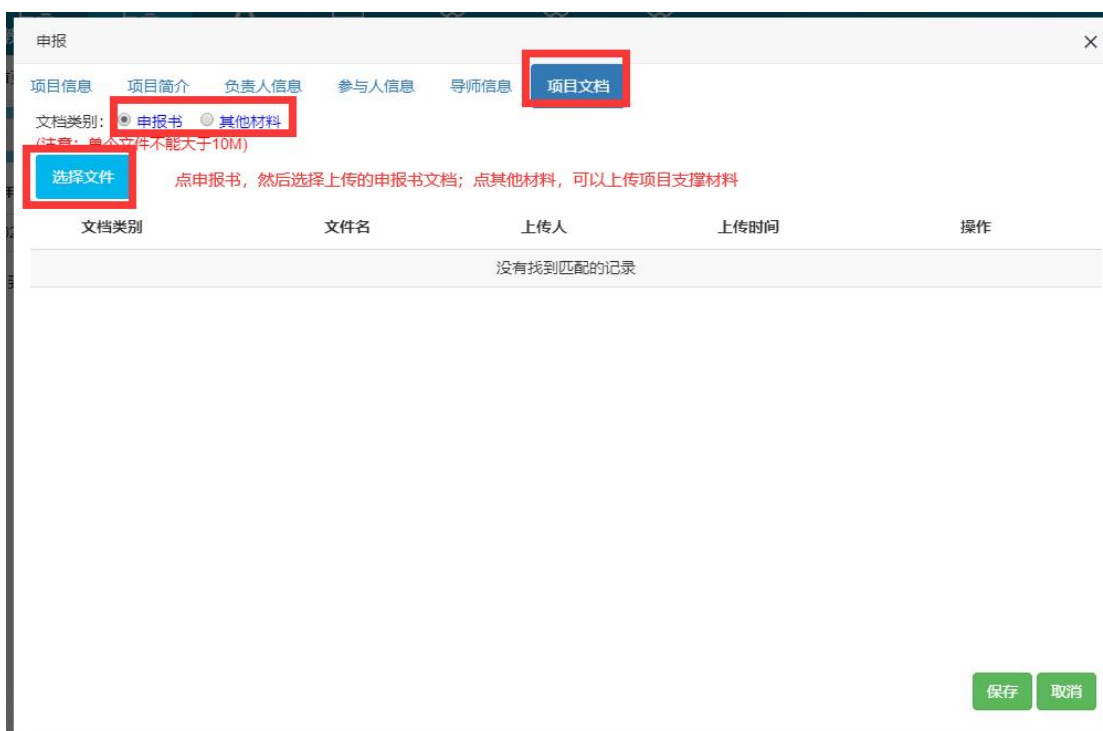 申报
项目信息 项目简介 负责人信息 参与人信息 导师信息 项目文档
文档类别： 申报书 其他材料
(注意：单个文件不能大于10M)
选择文件 点申报书，然后选择上传的申报书文档；点其他材料，可以上传项目支撑材料
文档类别 文件名 上传人 上传时间 操作
没有找到匹配的记录
保存 取消